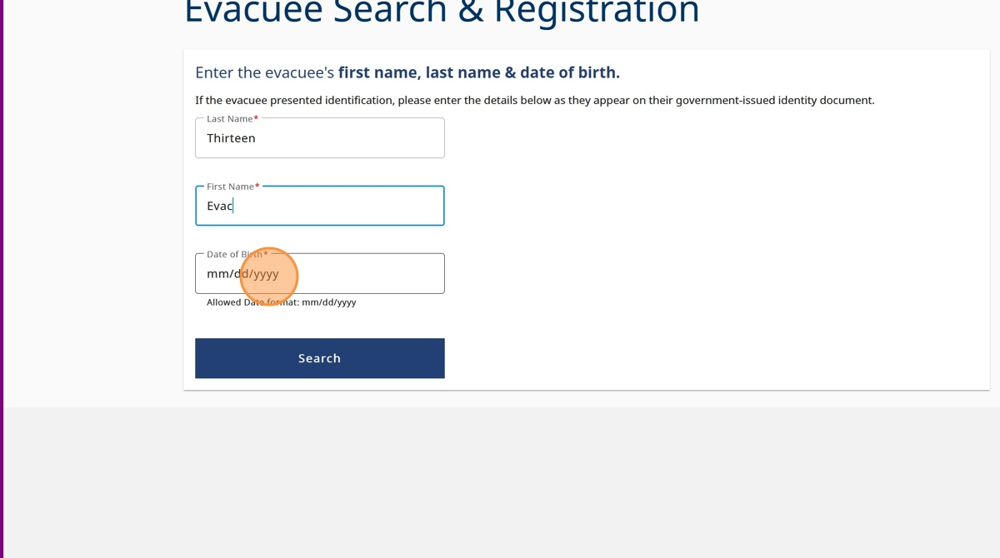 Evacuee Search & Registration
Enter the evacuee's first name, last name & date of birth.
If the evacuee presented identification, please enter the details below as they appear on their government-issued identity document.
Last Name*
Thirteen
First Name*
Evac
Date of Birth*
mm/dd/yyyy
Allowed Date format: mm/dd/yyyy
Search